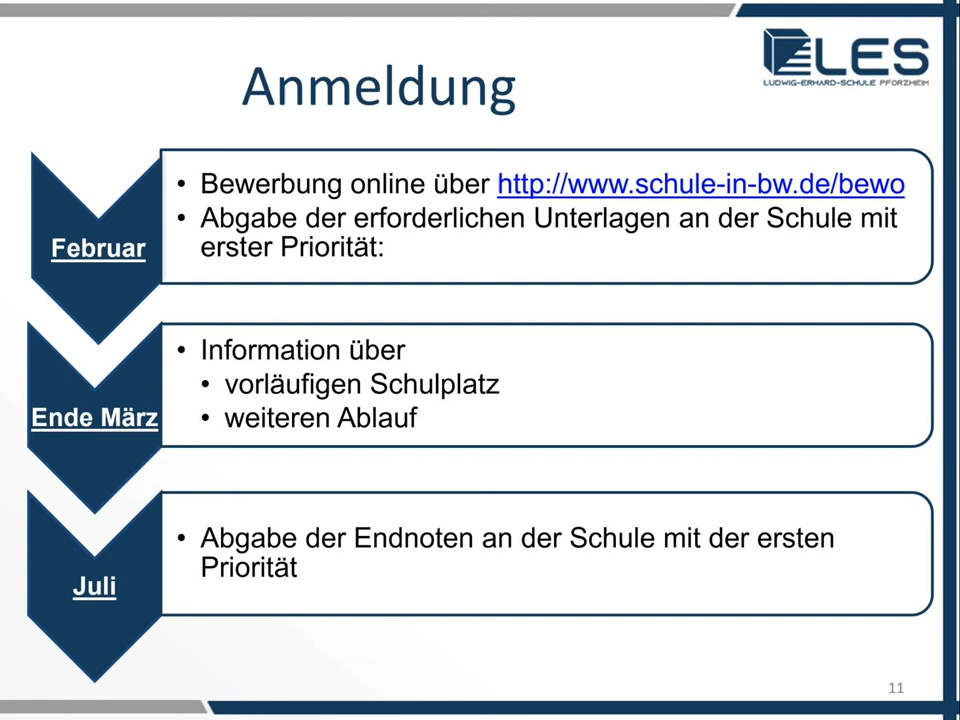 Anmeldung
LES
LUDWIG-ERHARD-SCHULE PFORZHEIM
Februar
• Bewerbung online über http://www.schule-in-bw.de/bewo
• Abgabe der erforderlichen Unterlagen an der Schule mit
erster Priorität:
Ende März
• Information über
• vorläufigen Schulplatz
• weiteren Ablauf
Juli
• Abgabe der Endnoten an der Schule mit der ersten
Priorität
11